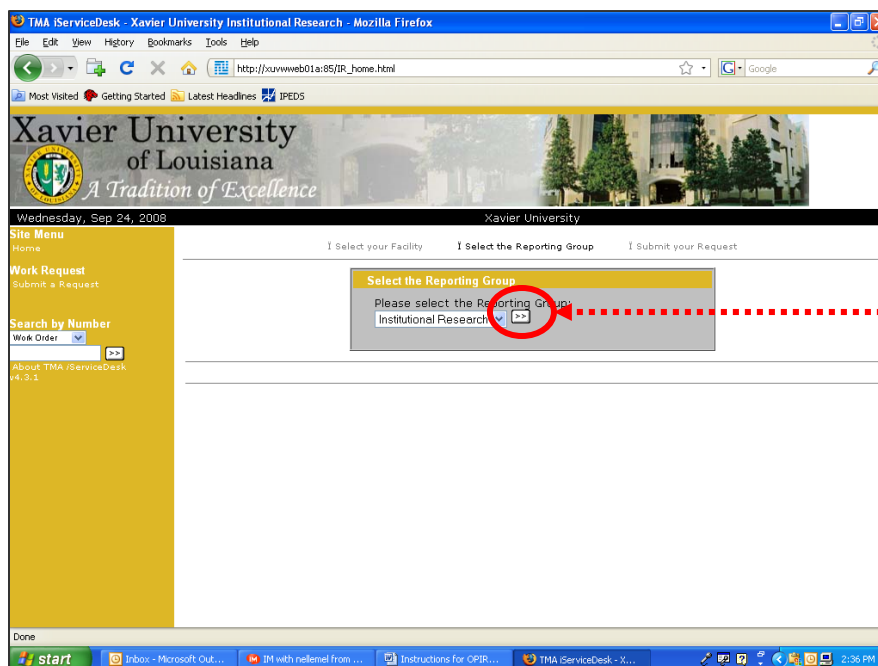 TMA iServiceDesk - Xavier University Institutional Research - Mozilla Firefox
File Edit View History Bookmarks Tools Help
http://xuvwweb01a:85/IR_home.html
G Google
Most Visited Getting Started Latest Headlines IPEDS
Xavier University
of Louisiana
A Tradition of Excellence
Wednesday, Sep 24, 2008 Xavier University
Site Menu
Home
Work Request
Submit a Request
Search by Number
Work Order
>>
About TMA iServiceDesk
v4.3.1
Ï Select your Facility Ï Select the Reporting Group Ï Submit your Request
Select the Reporting Group
Please select the Reporting Group:
Institutional Research >>
Done
start Inbox - Microsoft Out... IM with nellemel from ... Instructions for OPIR... TMA iServiceDesk - X... 2:36 PM